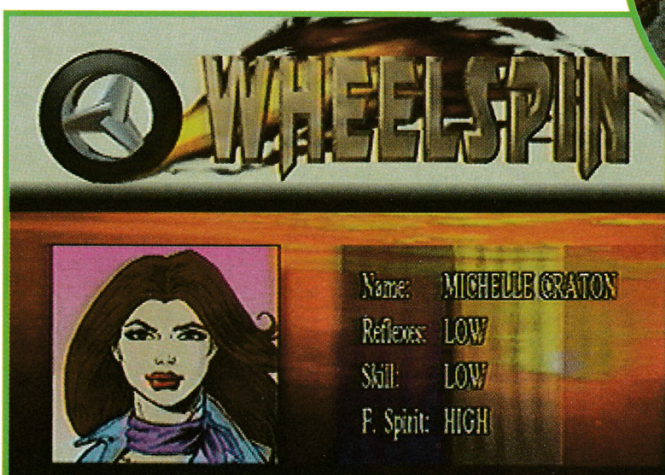 WHEELSPIN
Name: MICHELLE CRATON
Reflexes: LOW
Skill: LOW
F. Spirit: HIGH